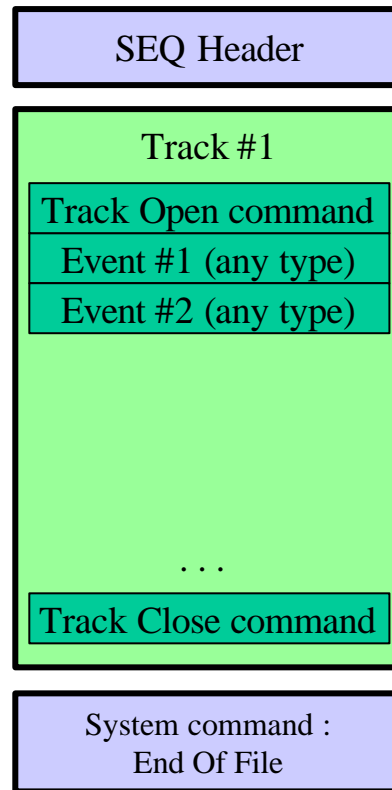 SEQ Header
Track #1
Track Open command
Event #1 (any type)
Event #2 (any type)
. . .
Track Close command
System command :
End Of File